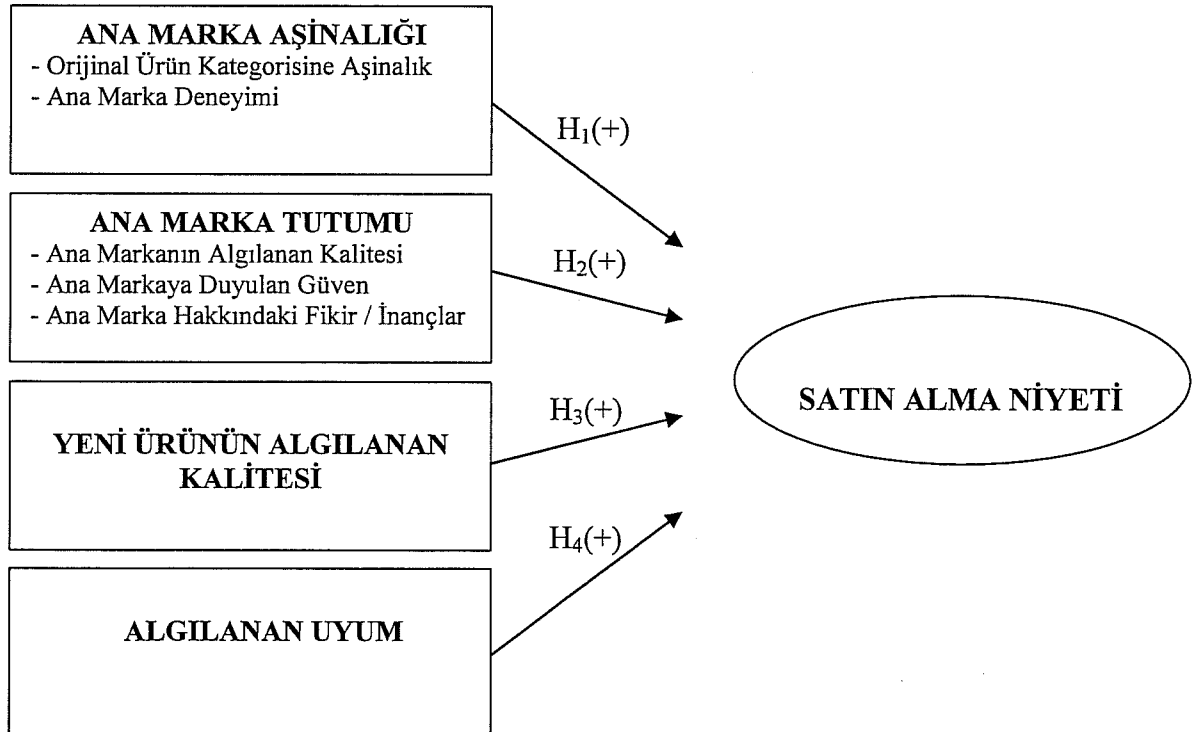 ANA MARKA AŞİNALIĞI
- Orijinal Ürün Kategorisine Aşinalık
- Ana Marka Deneyimi
H₁(+)
ANA MARKA TUTUMU
- Ana Markanın Algılanan Kalitesi
- Ana Markaya Duyulan Güven
- Ana Marka Hakkındaki Fikir / İnançlar
H₂(+)
YENİ ÜRÜNÜN ALGILANAN
KALİTESİ
H₃(+)
ALGILANAN UYUM
H₄(+)
SATIN ALMA NİYETİ